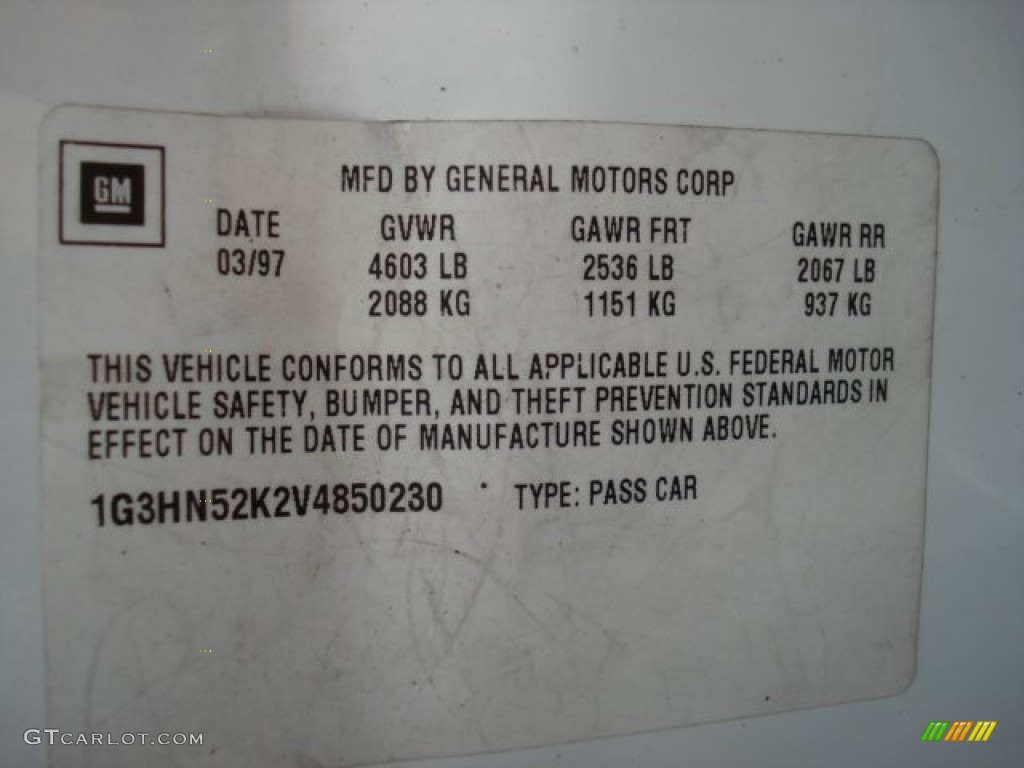 GM
MFD BY GENERAL MOTORS CORP
DATE GVWR GAWR FRT GAWR RR
03/97 4603 LB 2536 LB 2067 LB
2088 KG 1151 KG 937 KG
THIS VEHICLE CONFORMS TO ALL APPLICABLE U.S. FEDERAL MOTOR
VEHICLE SAFETY, BUMPER, AND THEFT PREVENTION STANDARDS IN
EFFECT ON THE DATE OF MANUFACTURE SHOWN ABOVE.
1G3HN52K2V4850230 TYPE: PASS CAR
GTCARLOT.COM